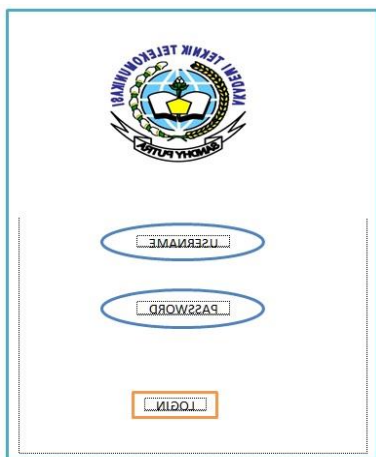 AKADEMI TEKNIK TELEKOMUNIKASI
SANDHY PUTRA
USERNAME
PASSWORD
LOGIN